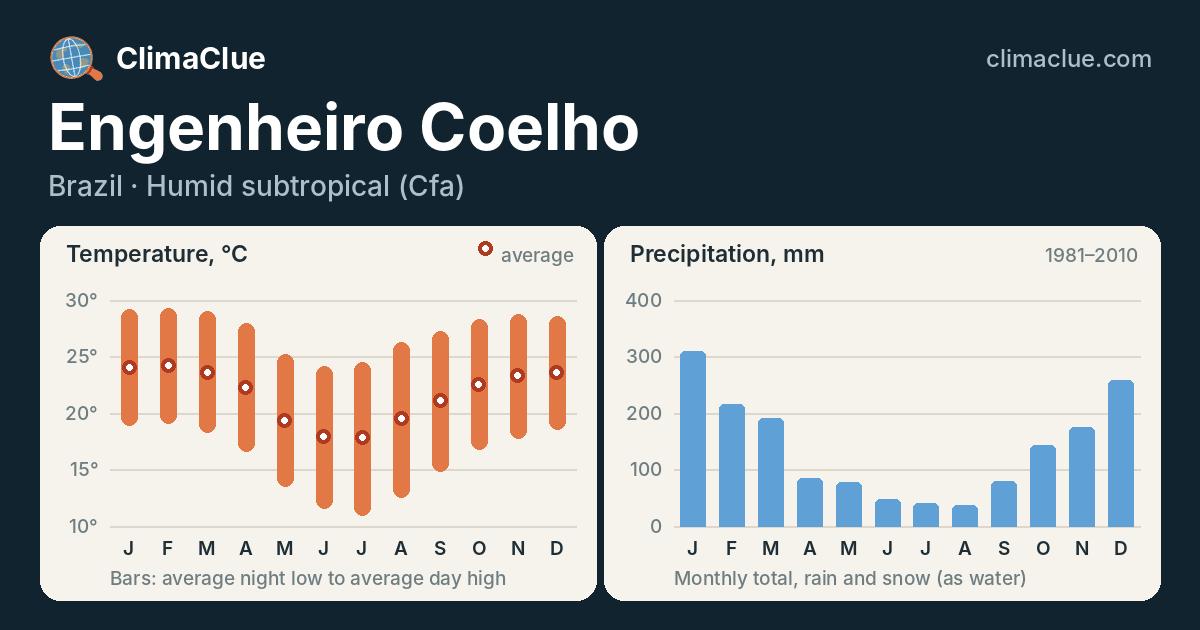 ClimaClue
climaclue.com
Engenheiro Coelho
Brazil · Humid subtropical (Cfa)
Temperature, °C
average
30°
25°
20°
15°
10°
J F M A M J J A S O N D
Bars: average night low to average day high
Precipitation, mm
1981–2010
400
300
200
100
0
J F M A M J J A S O N D
Monthly total, rain and snow (as water)